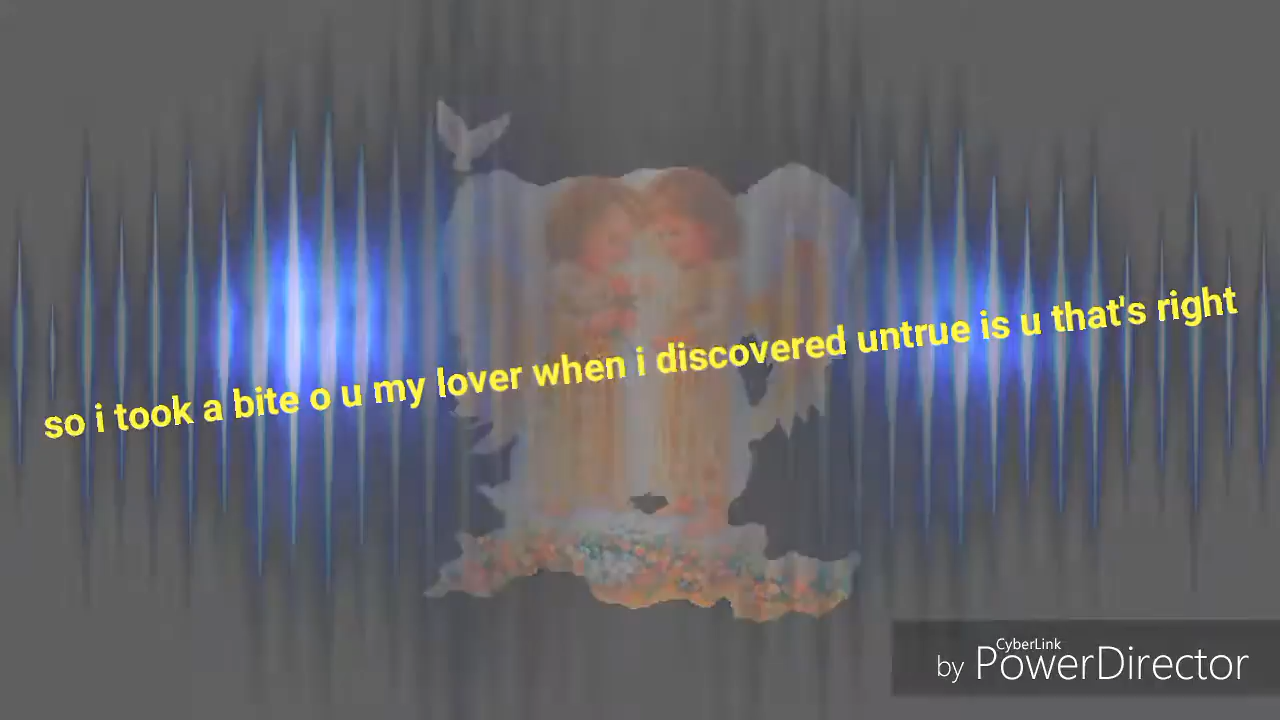 so i took a bite o u my lover when i discovered untrue is u that's right
CyberLink
by PowerDirector